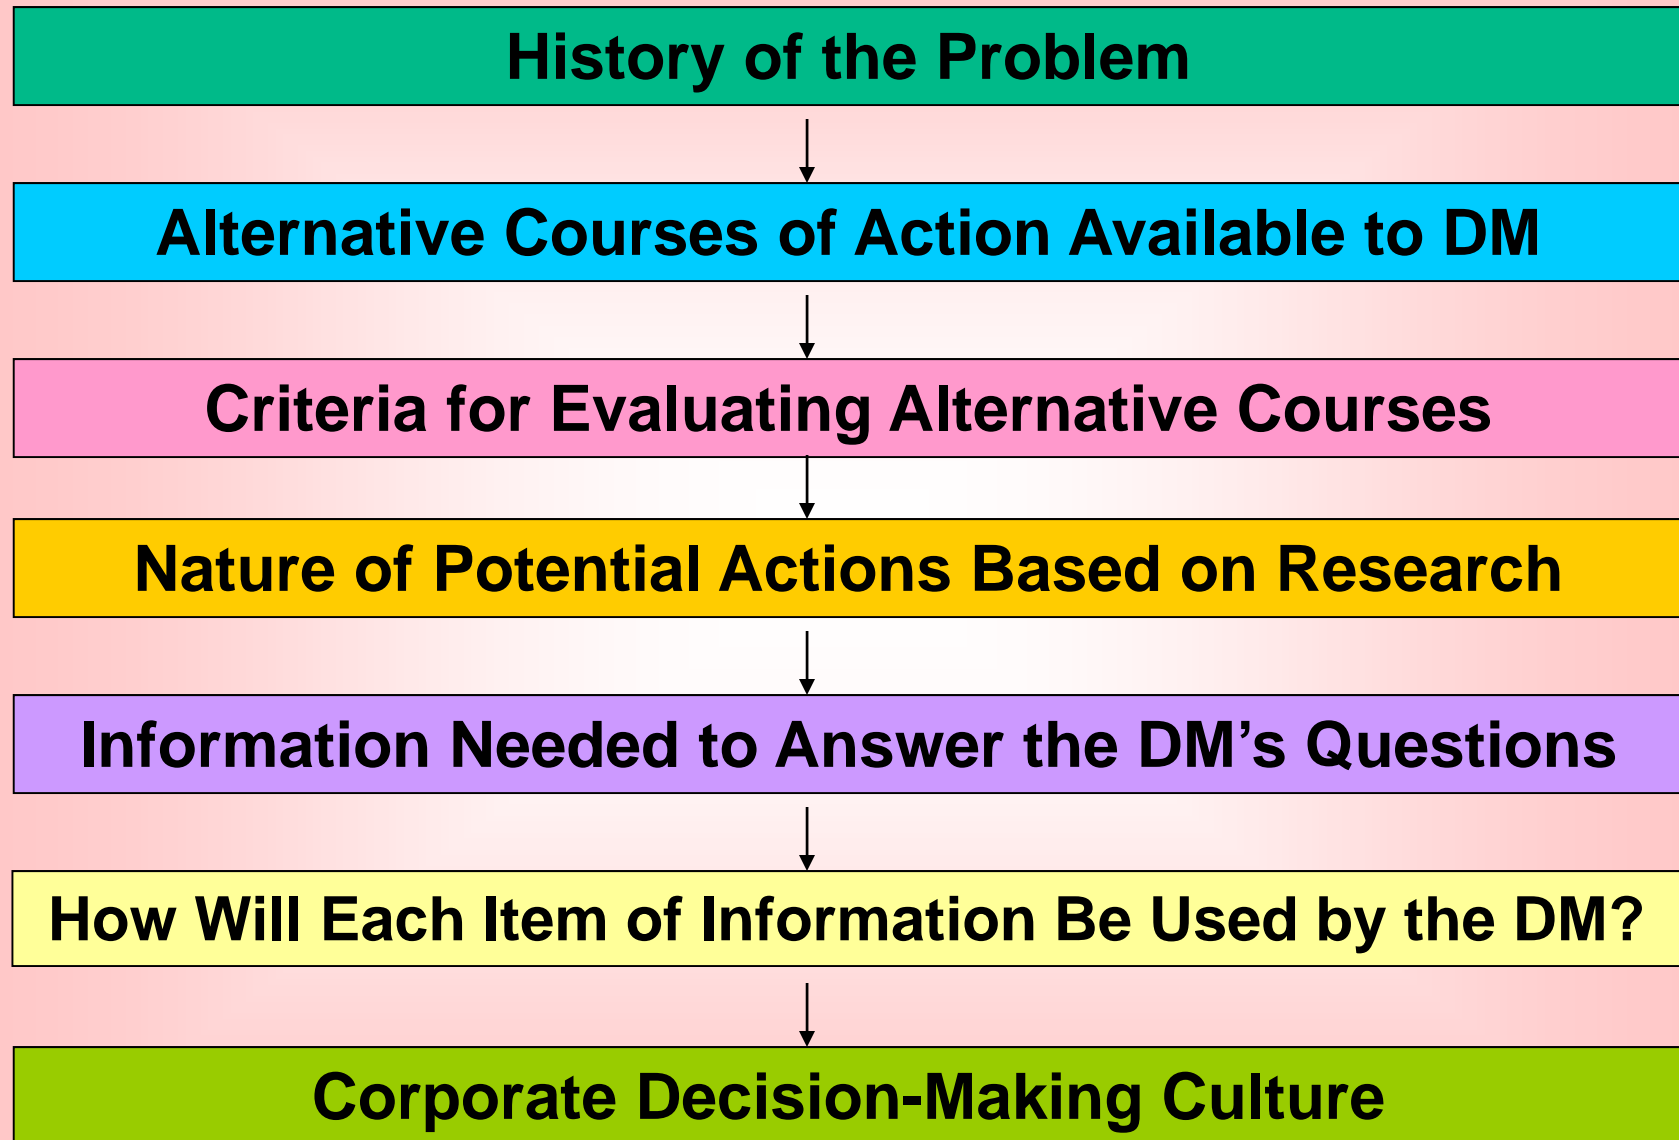 History of the Problem
Alternative Courses of Action Available to DM
Criteria for Evaluating Alternative Courses
Nature of Potential Actions Based on Research
Information Needed to Answer the DM’s Questions
How Will Each Item of Information Be Used by the DM?
Corporate Decision-Making Culture